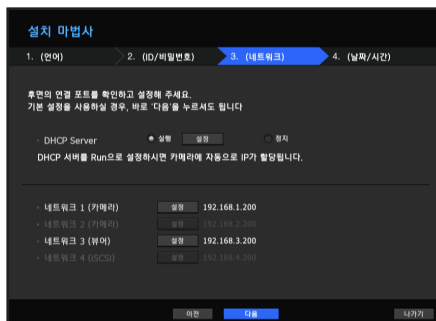 설치 마법사
1. (언어) 2. (ID/비밀번호) 3. (네트워크) 4. (날짜/시간)
후면의 연결 포트를 확인하고 설정해 주세요.
기본 설정을 사용하실 경우, 바로 '다음'을 누르셔도 됩니다
· DHCP Server 실행 설정 정지
DHCP 서버를 Run으로 설정하시면 카메라에 자동으로 IP가 할당됩니다.
· 네트워크 1 (카메라) 설정 192.168.1.200
· 네트워크 2 (카메라) 설정 192.168.2.200
· 네트워크 3 (뷰어) 설정 192.168.3.200
· 네트워크 4 (iSCSI) 설정 192.168.4.200
이전 다음 나가기